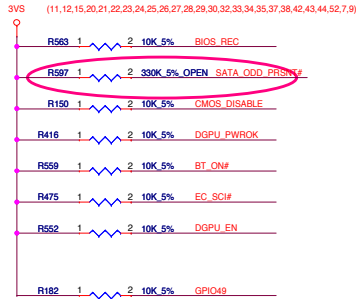 3VS (11,12,15,20,21,22,23,24,25,26,27,28,29,30,32,33,34,35,37,38,42,43,44,52,7,9)
R563 1 2 10K_5% BIOS_REC
R597 1 2 330K_5%_OPEN SATA_ODD_PRSNT#
R150 1 2 10K_5% CMOS_DISABLE
R416 1 2 10K_5% DGPU_PWROK
R559 1 2 10K_5% BT_ON#
R475 1 2 10K_5% EC_SCI#
R552 1 2 10K_5% DGPU_EN
R182 1 2 10K_5% GPIO49